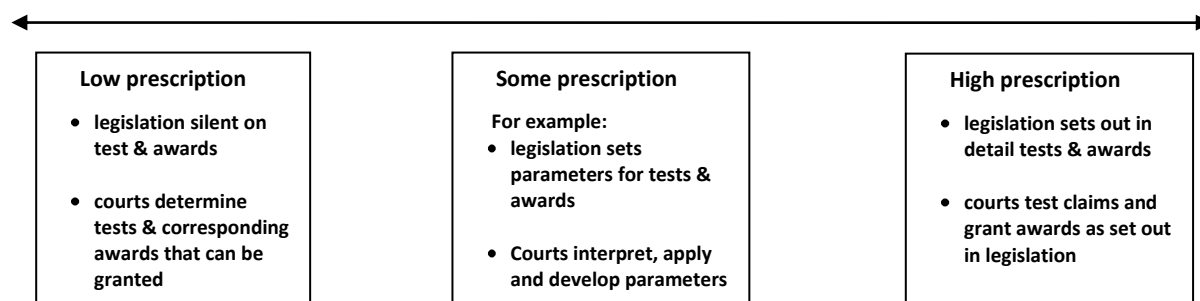 Low prescription
• legislation silent on
test & awards
• courts determine
tests & corresponding
awards that can be
granted
Some prescription
For example:
• legislation sets
parameters for tests &
awards
• Courts interpret, apply
and develop parameters
High prescription
• legislation sets out in
detail tests & awards
• courts test claims and
grant awards as set out
in legislation